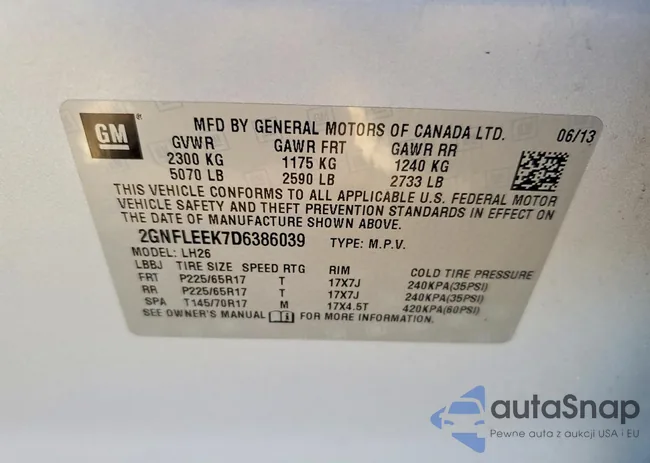 GM
MFD BY GENERAL MOTORS OF CANADA LTD. 06/13
GVWR GAWR FRT GAWR RR
2300 KG 1175 KG 1240 KG
5070 LB 2590 LB 2733 LB
THIS VEHICLE CONFORMS TO ALL APPLICABLE U.S. FEDERAL MOTOR
VEHICLE SAFETY AND THEFT PREVENTION STANDARDS IN EFFECT ON
THE DATE OF MANUFACTURE SHOWN ABOVE.
2GNFLEEK7D6386039 TYPE: M.P.V.
MODEL: LH26
LBBJ TIRE SIZE SPEED RTG RIM COLD TIRE PRESSURE
FRT P225/65R17 T 17X7J 240KPA(35PSI)
RR P225/65R17 T 17X7J 240KPA(35PSI)
SPA T145/70R17 M 17X4.5T 420KPA(60PSI)
SEE OWNER'S MANUAL FOR MORE INFORMATION.
autoSnap
Pewne auta z aukcji USA i EU